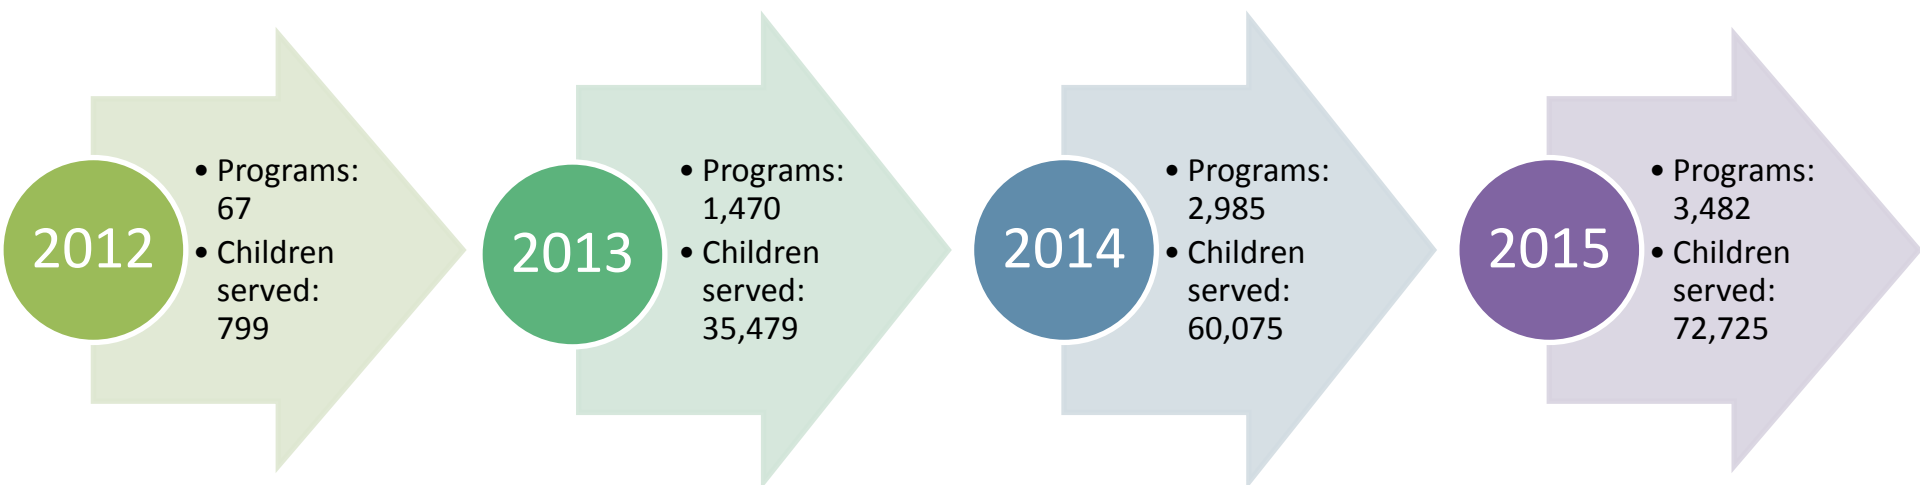 2012
• Programs:
67
• Children
served:
799
2013
• Programs:
1,470
• Children
served:
35,479
2014
• Programs:
2,985
• Children
served:
60,075
2015
• Programs:
3,482
• Children
served:
72,725